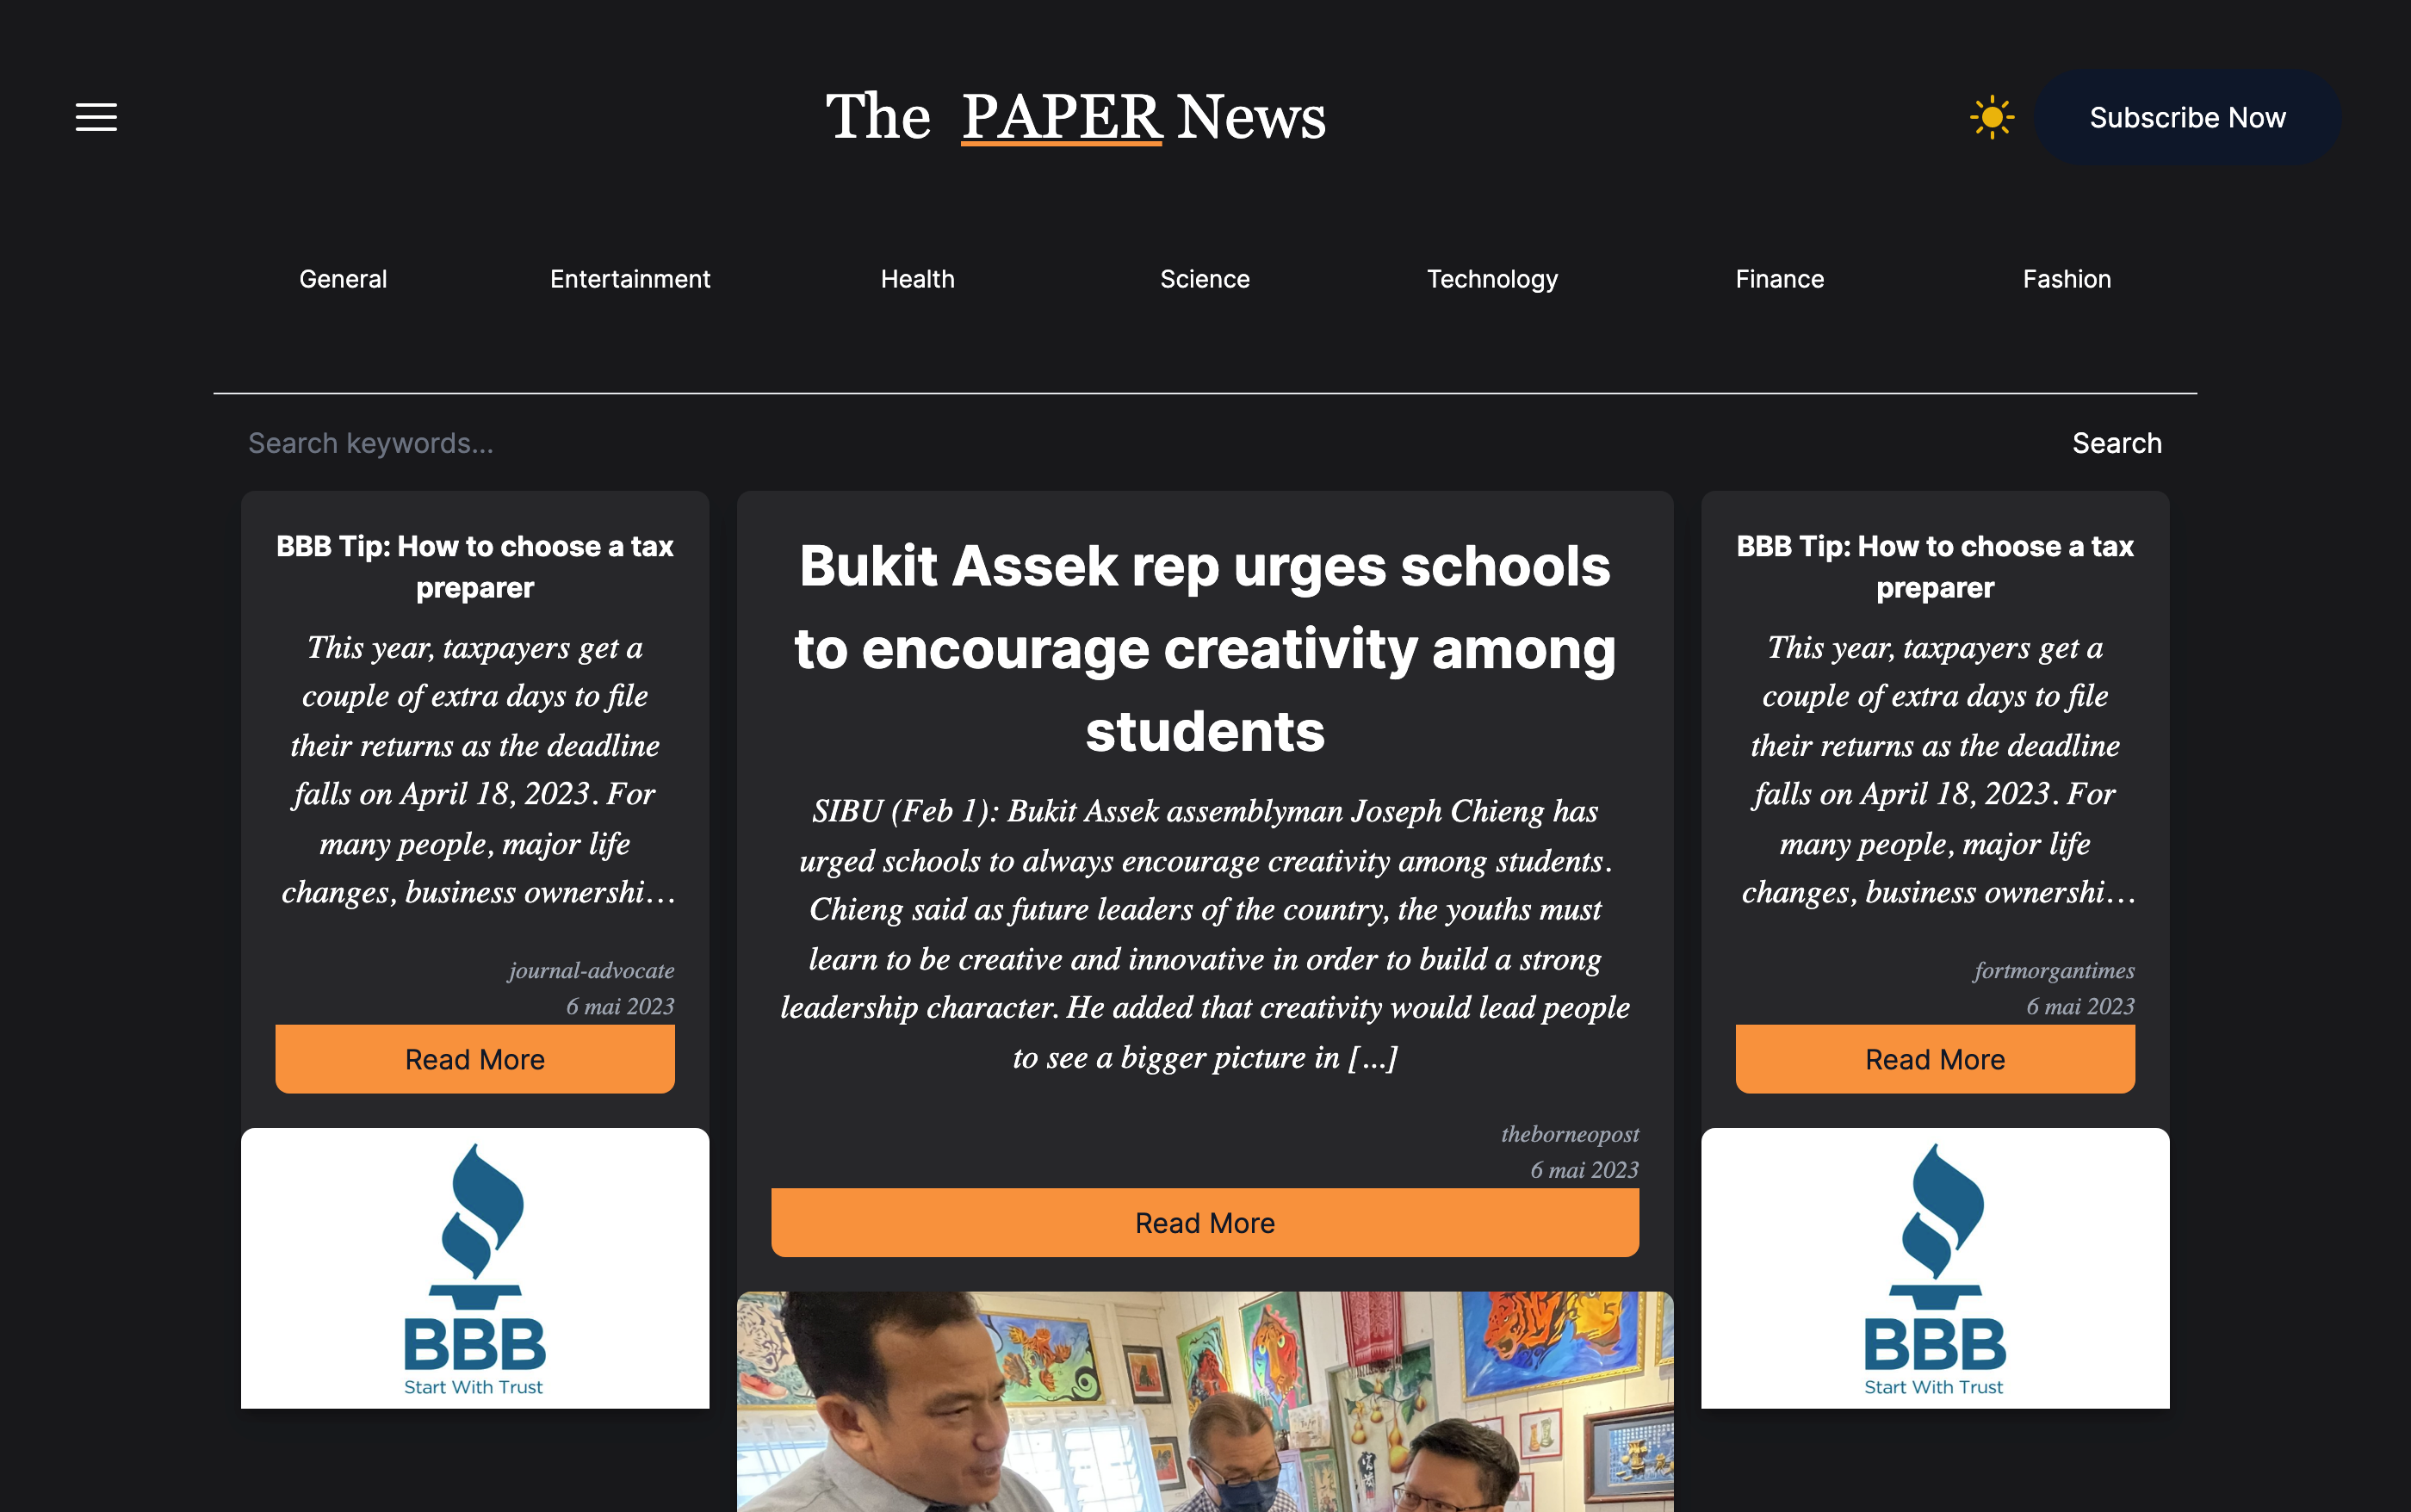 The PAPER News
Subscribe Now
General
Entertainment
Health
Science
Technology
Finance
Fashion
Search keywords...
Search
BBB Tip: How to choose a tax
preparer
This year, taxpayers get a
couple of extra days to file
their returns as the deadline
falls on April 18, 2023. For
many people, major life
changes, business ownershi…
journal-advocate
6 mai 2023
Read More
BBB
Start With Trust
Bukit Assek rep urges schools
to encourage creativity among
students
SIBU (Feb 1): Bukit Assek assemblyman Joseph Chieng has
urged schools to always encourage creativity among students.
Chieng said as future leaders of the country, the youths must
learn to be creative and innovative in order to build a strong
leadership character. He added that creativity would lead people
to see a bigger picture in […]
theborneopost
6 mai 2023
Read More
BBB Tip: How to choose a tax
preparer
This year, taxpayers get a
couple of extra days to file
their returns as the deadline
falls on April 18, 2023. For
many people, major life
changes, business ownershi…
fortmorgantimes
6 mai 2023
Read More
BBB
Start With Trust